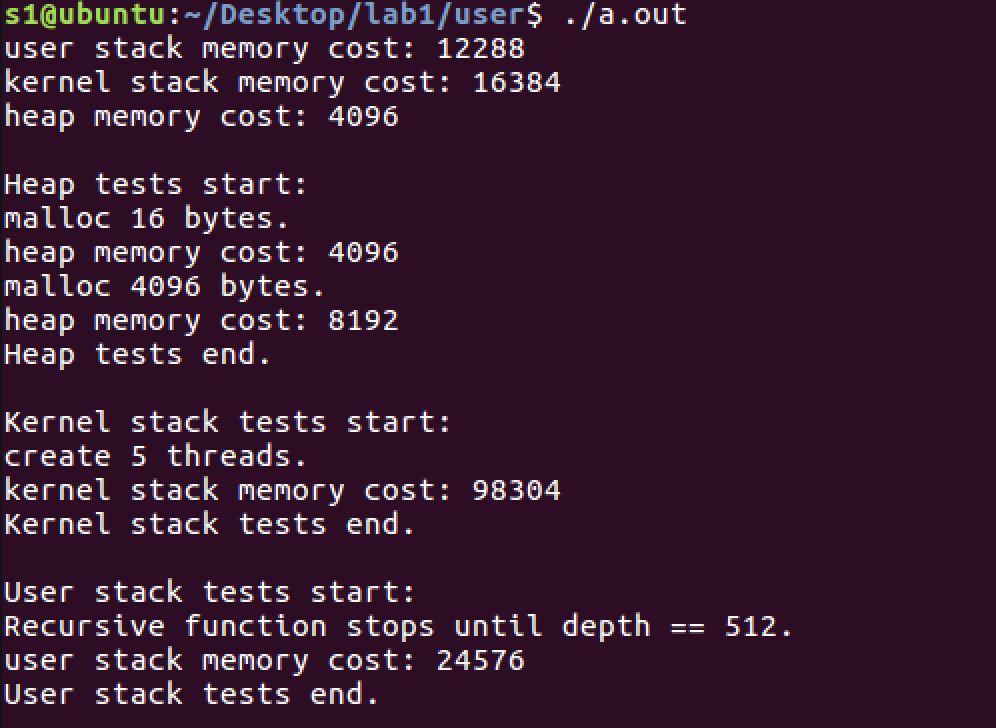 s1@ubuntu:~/Desktop/lab1/user$ ./a.out
user stack memory cost: 12288
kernel stack memory cost: 16384
heap memory cost: 4096
Heap tests start:
malloc 16 bytes.
heap memory cost: 4096
malloc 4096 bytes.
heap memory cost: 8192
Heap tests end.
Kernel stack tests start:
create 5 threads.
kernel stack memory cost: 98304
Kernel stack tests end.
User stack tests start:
Recursive function stops until depth == 512.
user stack memory cost: 24576
User stack tests end.